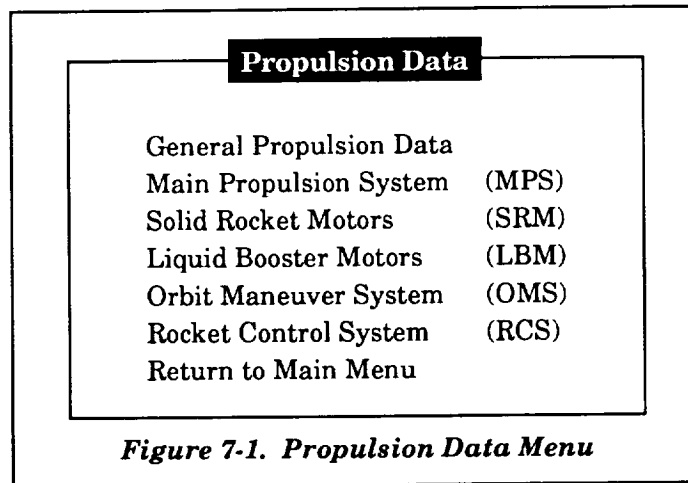 Propulsion Data
General Propulsion Data
Main Propulsion System (MPS)
Solid Rocket Motors (SRM)
Liquid Booster Motors (LBM)
Orbit Maneuver System (OMS)
Rocket Control System (RCS)
Return to Main Menu
Figure 7-1. Propulsion Data Menu